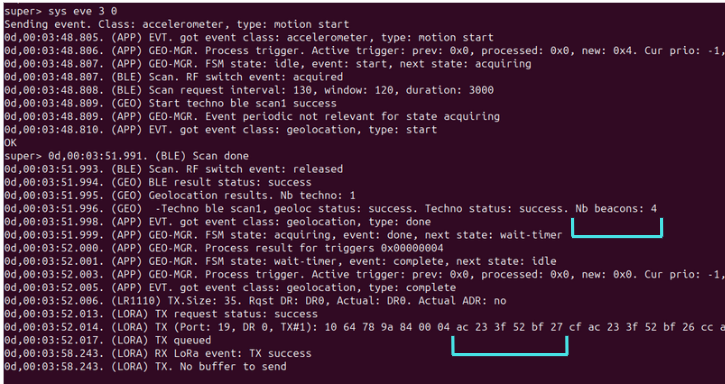 super> sys eve 3 0
Sending event. Class: accelerometer, type: motion start
0d,00:03:48.805. (APP) EVT. got event class: accelerometer, type: motion start
0d,00:03:48.806. (APP) GEO-MGR. Process trigger. Active trigger: prev: 0x0, processed: 0x0, new: 0x4. Cur prio: -1,
0d,00:03:48.807. (APP) GEO-MGR. FSM state: idle, event: start, next state: acquiring
0d,00:03:48.807. (BLE) Scan. RF switch event: acquired
0d,00:03:48.808. (BLE) Scan request interval: 130, window: 120, duration: 3000
0d,00:03:48.809. (GEO) Start techno ble scan1 success
0d,00:03:48.809. (APP) GEO-MGR. Event periodic not relevant for state acquiring
0d,00:03:48.810. (APP) EVT. got event class: geolocation, type: start
OK
super> 0d,00:03:51.991. (BLE) Scan done
0d,00:03:51.993. (BLE) Scan. RF switch event: released
0d,00:03:51.994. (GEO) BLE result status: success
0d,00:03:51.995. (GEO) Geolocation results. Nb techno: 1
0d,00:03:51.996. (GEO)  -Techno ble scan1, geoloc status: success. Techno status: success. Nb beacons: 4
0d,00:03:51.998. (APP) EVT. got event class: geolocation, type: done
0d,00:03:51.999. (APP) GEO-MGR. FSM state: acquiring, event: done, next state: wait-timer
0d,00:03:52.000. (APP) GEO-MGR. Process result for triggers 0x00000004
0d,00:03:52.001. (APP) GEO-MGR. FSM state: wait-timer, event: complete, next state: idle
0d,00:03:52.003. (APP) GEO-MGR. Process trigger. Active trigger: prev: 0x0, processed: 0x0, new: 0x0. Cur prio: -1,
0d,00:03:52.005. (APP) EVT. got event class: geolocation, type: complete
0d,00:03:52.006. (LR1110) TX.Size: 35. Rqst DR: DR0, Actual: DR0. Actual ADR: no
0d,00:03:52.013. (LORA) TX request status: success
0d,00:03:52.014. (LORA) TX (Port: 19, DR 0, TX#1): 10 64 78 9a 84 00 04 ac 23 3f 52 bf 27 cf ac 23 3f 52 bf 26 cc a
0d,00:03:52.017. (LORA) TX queued
0d,00:03:58.243. (LORA) RX LoRa event: TX success
0d,00:03:58.243. (LORA) TX. No buffer to send